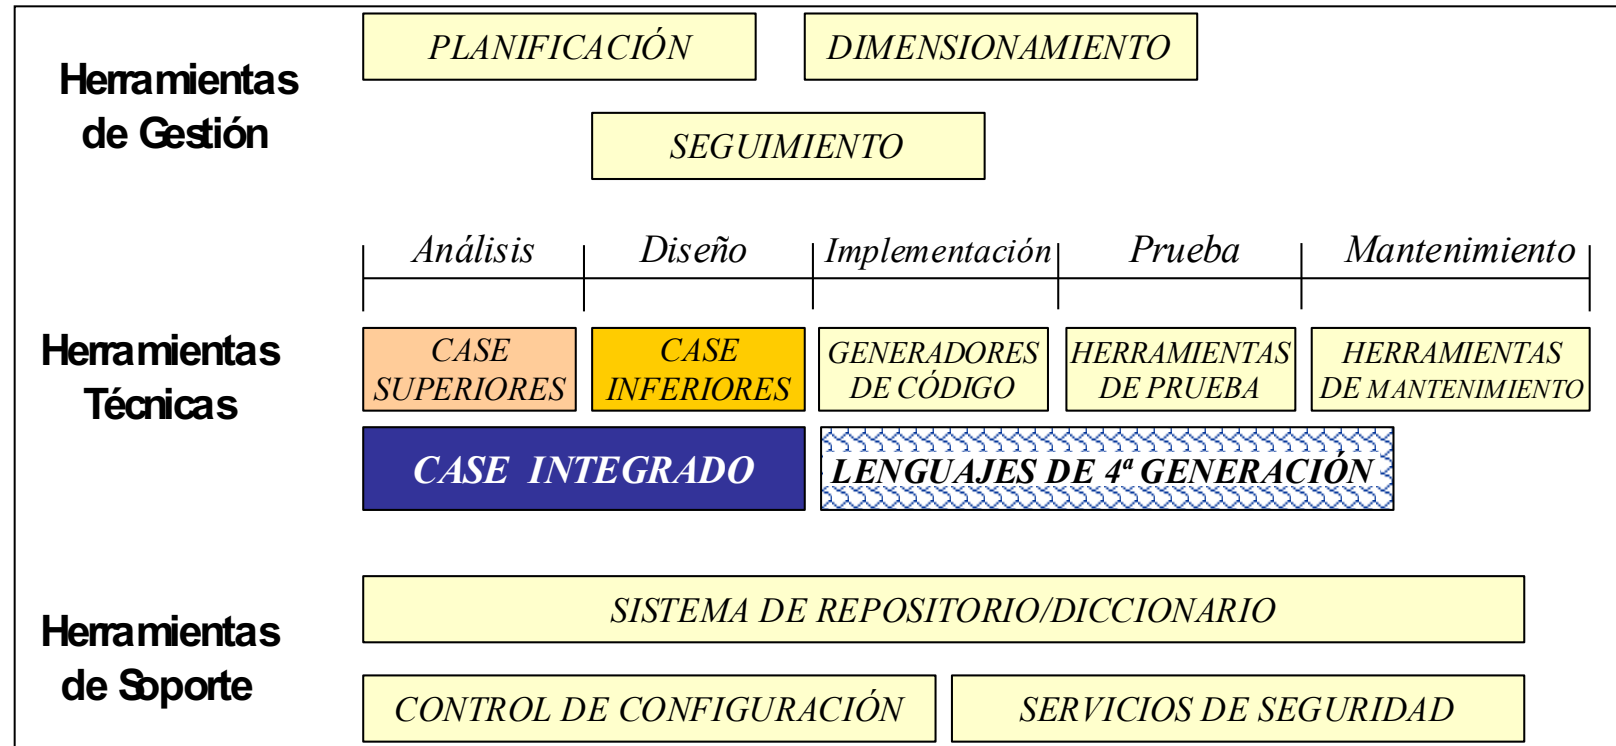 Herramientas
de Gestión
PLANIFICACIÓN
DIMENSIONAMIENTO
SEGUIMIENTO
Análisis
Diseño
Implementación
Prueba
Mantenimiento
Herramientas
Técnicas
CASE
SUPERIORES
CASE
INFERIORES
GENERADORES
DE CÓDIGO
HERRAMIENTAS
DE PRUEBA
HERRAMIENTAS
DE MANTENIMIENTO
CASE INTEGRADO
LENGUAJES DE 4ª GENERACIÓN
Herramientas
de Soporte
SISTEMA DE REPOSITORIO/DICCIONARIO
CONTROL DE CONFIGURACIÓN
SERVICIOS DE SEGURIDAD